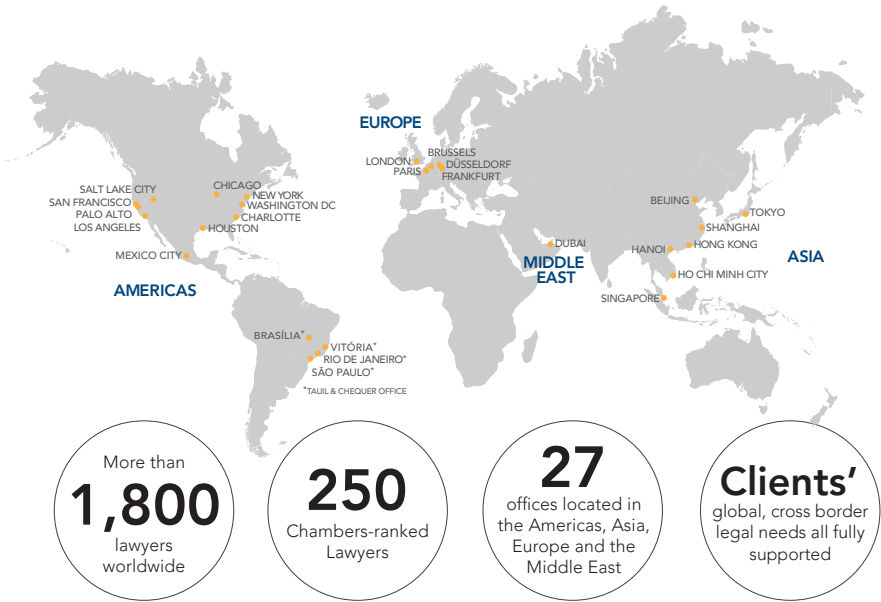 EUROPE
BRUSSELS
LONDON
DÜSSELDORF
PARIS
FRANKFURT
SALT LAKE CITY
CHICAGO
NEW YORK
SAN FRANCISCO
WASHINGTON DC
PALO ALTO
CHARLOTTE
LOS ANGELES
HOUSTON
MEXICO CITY
AMERICAS
BEIJING
TOKYO
SHANGHAI
DUBAI
HANOI
HONG KONG
MIDDLE
EAST
ASIA
HO CHI MINH CITY
SINGAPORE
BRASÍLIA*
VITÓRIA*
RIO DE JANEIRO*
SÃO PAULO*
*TAUIL & CHEQUER OFFICE
More than
1,800
lawyers
worldwide
250
Chambers-ranked
Lawyers
27
offices located in
the Americas, Asia,
Europe and the
Middle East
Clients’
global, cross border
legal needs all fully
supported